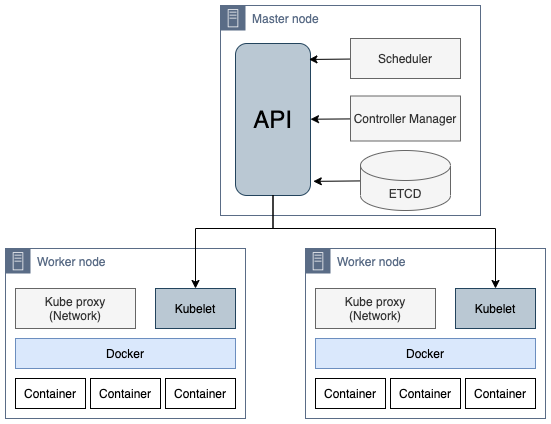 Master node
API
Scheduler
Controller Manager
ETCD
Worker node
Kube proxy
(Network)
Kubelet
Docker
Container
Container
Container
Worker node
Kube proxy
(Network)
Kubelet
Docker
Container
Container
Container